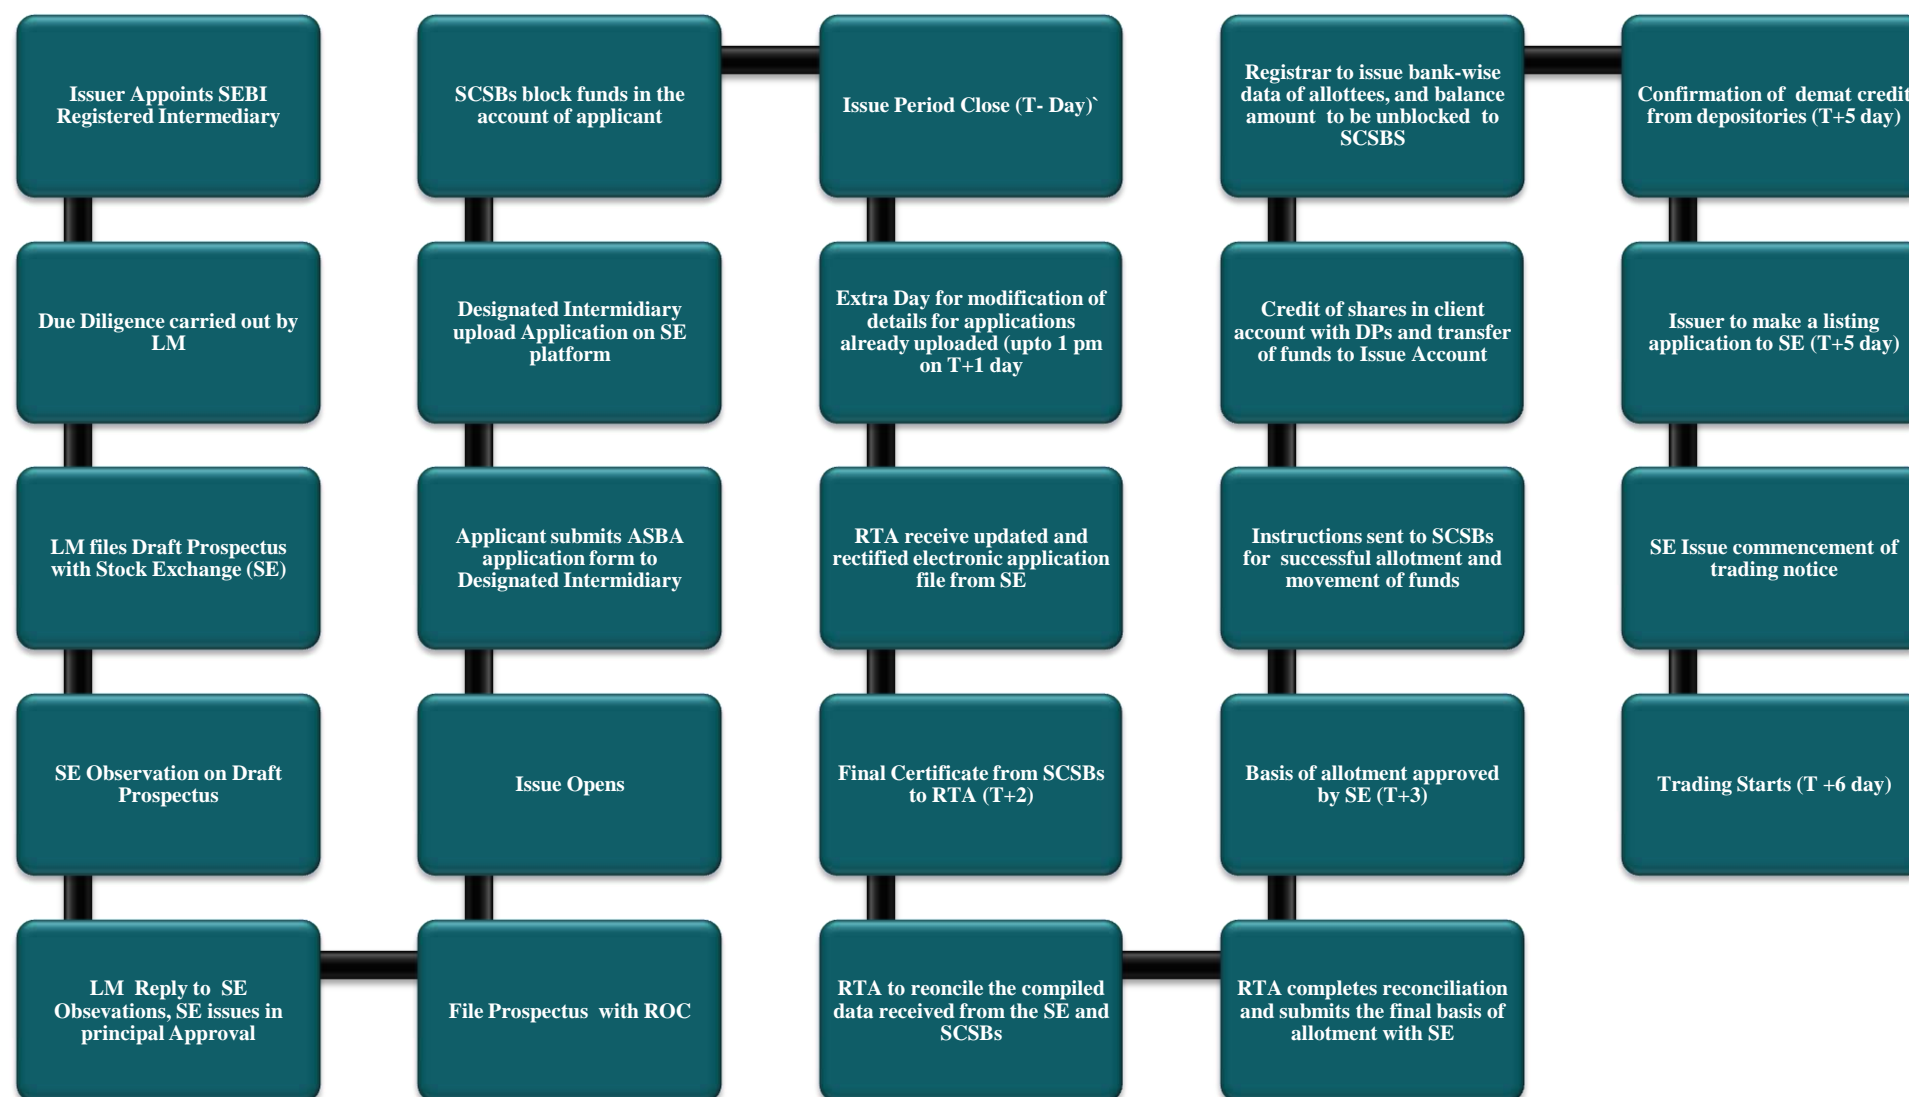 Issuer Appoints SEBI
Registered Intermediary
Due Diligence carried out by
LM
LM files Draft Prospectus
with Stock Exchange (SE)
SE Observation on Draft
Prospectus
LM Reply to SE
Obsevations, SE issues in
principal Approval
File Prospectus with ROC
Issue Opens
Applicant submits ASBA
application form to
Designated Intermidiary
Designated Intermidiary
upload Application on SE
platform
SCSBs block funds in the
account of applicant
Issue Period Close (T- Day)`
Extra Day for modification of
details for applications
already uploaded (upto 1 pm
on T+1 day
RTA receive updated and
rectified electronic application
file from SE
Final Certificate from SCSBs
to RTA (T+2)
RTA to reoncile the compiled
data received from the SE and
SCSBs
RTA completes reconciliation
and submits the final basis of
allotment with SE
Basis of allotment approved
by SE (T+3)
Instructions sent to SCSBs
for successful allotment and
movement of funds
Credit of shares in client
account with DPs and transfer
of funds to Issue Account
Registrar to issue bank-wise
data of allottees, and balance
amount to be unblocked to
SCSBS
Confirmation of demat credit
from depositories (T+5 day)
Issuer to make a listing
application to SE (T+5 day)
SE Issue commencement of
trading notice
Trading Starts (T +6 day)